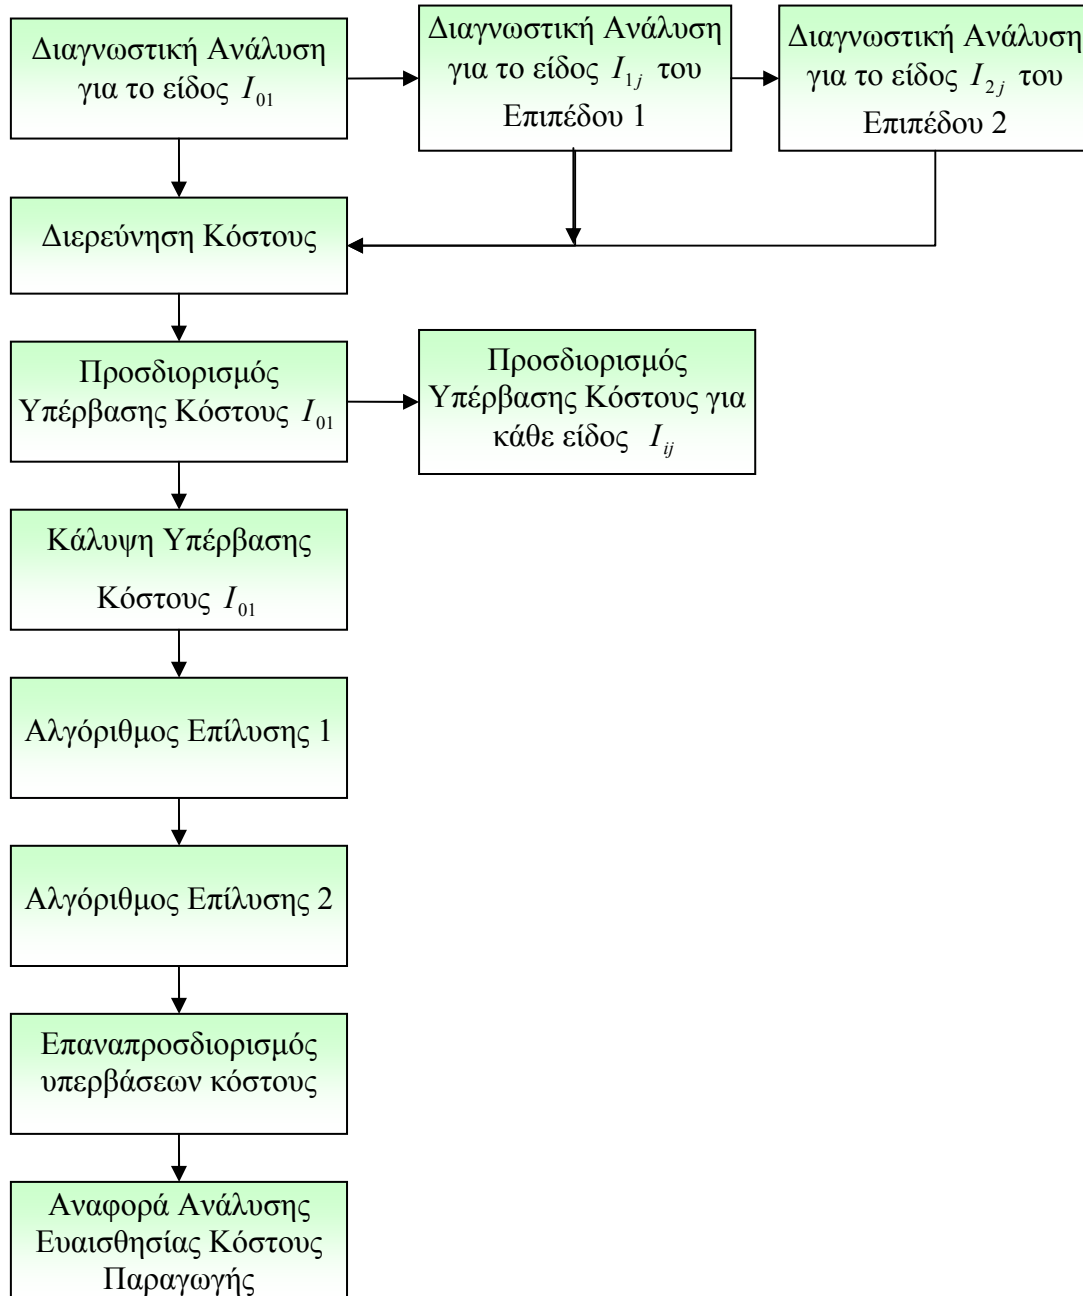 Διαγνωστική Ανάλυση
για το είδος I₀₁
Διαγνωστική Ανάλυση
για το είδος I₁ⱼ του
Επιπέδου 1
Διαγνωστική Ανάλυση
για το είδος I₂ⱼ του
Επιπέδου 2
Διερεύνηση Κόστους
Προσδιορισμός
Υπέρβασης Κόστους I₀₁
Προσδιορισμός
Υπέρβασης Κόστους για
κάθε είδος Iᵢⱼ
Κάλυψη Υπέρβασης
Κόστους I₀₁
Αλγόριθμος Επίλυσης 1
Αλγόριθμος Επίλυσης 2
Επαναπροσδιορισμός
υπερβάσεων κόστους
Αναφορά Ανάλυσης
Ευαισθησίας Κόστους
Παραγωγής